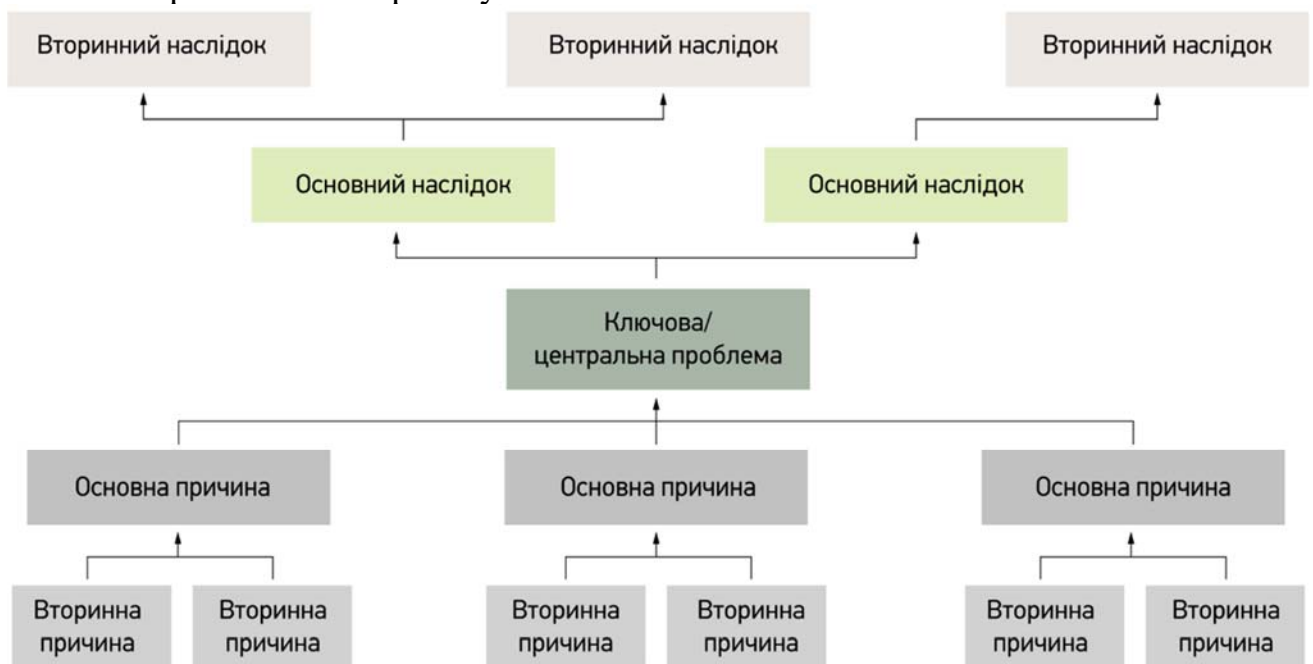 Вторинний наслідок
Вторинний наслідок
Вторинний наслідок
Основний наслідок
Основний наслідок
Ключова/
центральна проблема
Основна причина
Основна причина
Основна причина
Вторинна
причина
Вторинна
причина
Вторинна
причина
Вторинна
причина
Вторинна
причина
Вторинна
причина